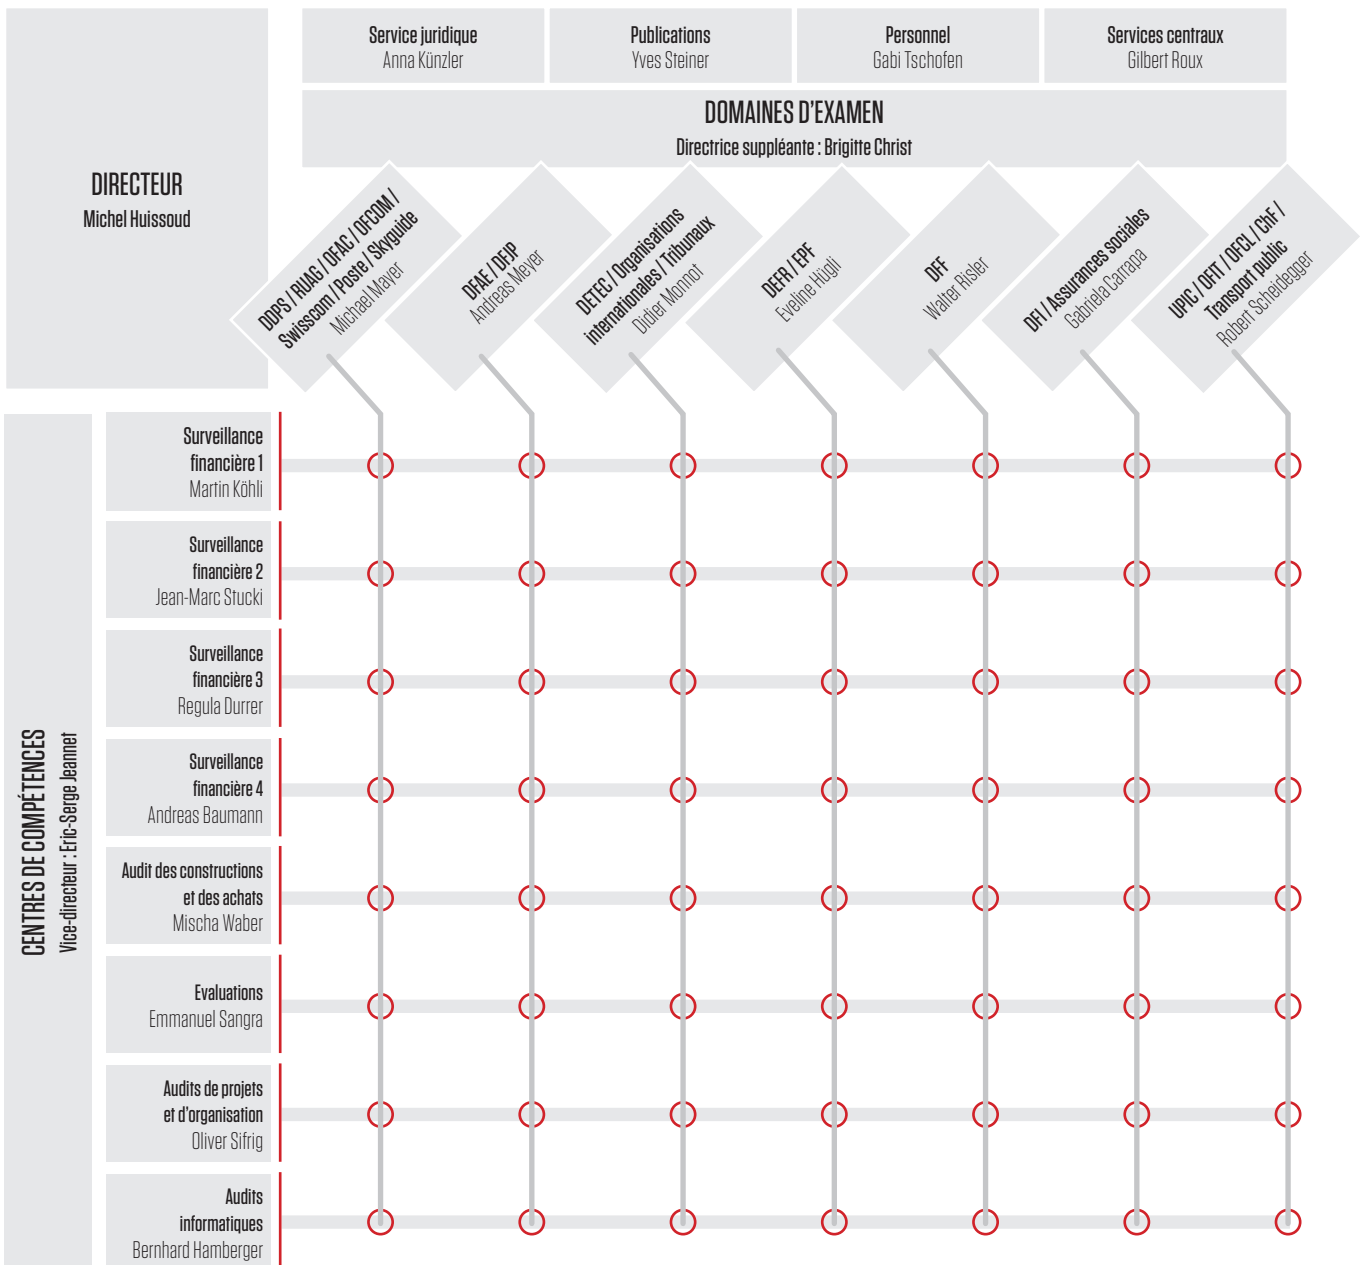 Service juridique
Anna Künzler
Publications
Yves Steiner
Personnel
Gabi Tschofen
Services centraux
Gilbert Roux
DOMAINES D'EXAMEN
Directrice suppléante : Brigitte Christ
DIRECTEUR
Michel Huissoud
DDPS / RUAG / OFAC / OFCOM /
Swisscom / Poste / Skyguide
Michael Mayer
DFAE / DFJP
Andreas Meyer
DETEC / Organisations
internationales / Tribunaux
Didier Monnot
DEFR / EPF
Eveline Hügli
DFF
Walter Risler
DFI / Assurances sociales
Gabriela Carrapa
UPIC / OFIT / OFCL / ChF /
Transport public
Robert Scheidegger
CENTRES DE COMPÉTENCES
Vice-directeur : Eric-Serge Jeannet
Surveillance
financière 1
Martin Köhli
Surveillance
financière 2
Jean-Marc Stucki
Surveillance
financière 3
Regula Durrer
Surveillance
financière 4
Andreas Baumann
Audit des constructions
et des achats
Mischa Waber
Evaluations
Emmanuel Sangra
Audits de projets
et d'organisation
Oliver Sifrig
Audits
informatiques
Bernhard Hamberger